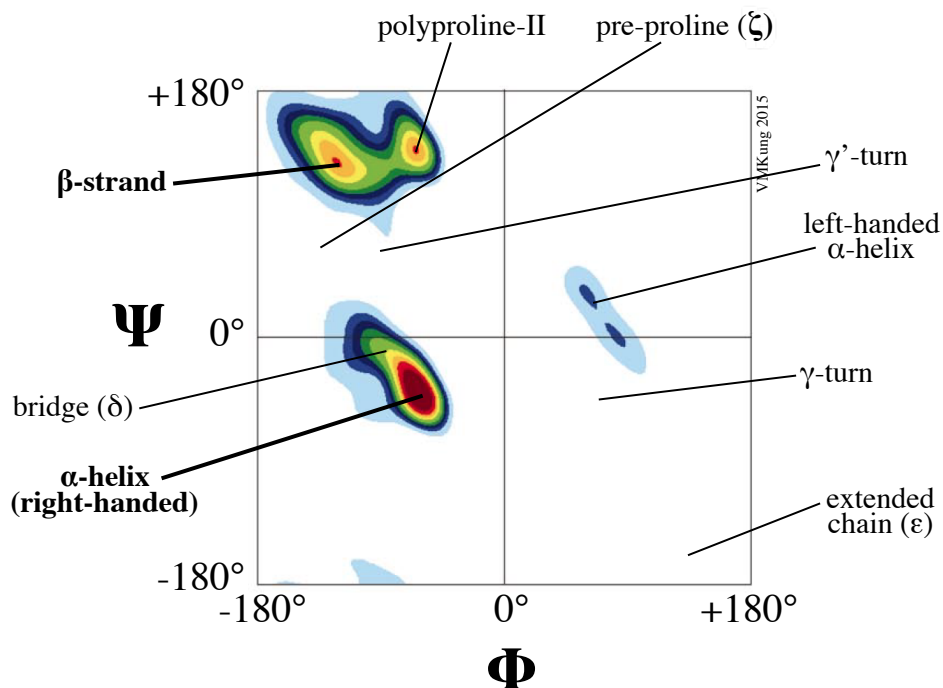 polyproline-II
pre-proline (ζ)
+180°
VMKung 2015
γ’-turn
β-strand
left-handed
α-helix
Ψ
0°
γ-turn
bridge (δ)
α-helix
(right-handed)
extended
chain (ε)
-180°
-180°
0°
+180°
Φ